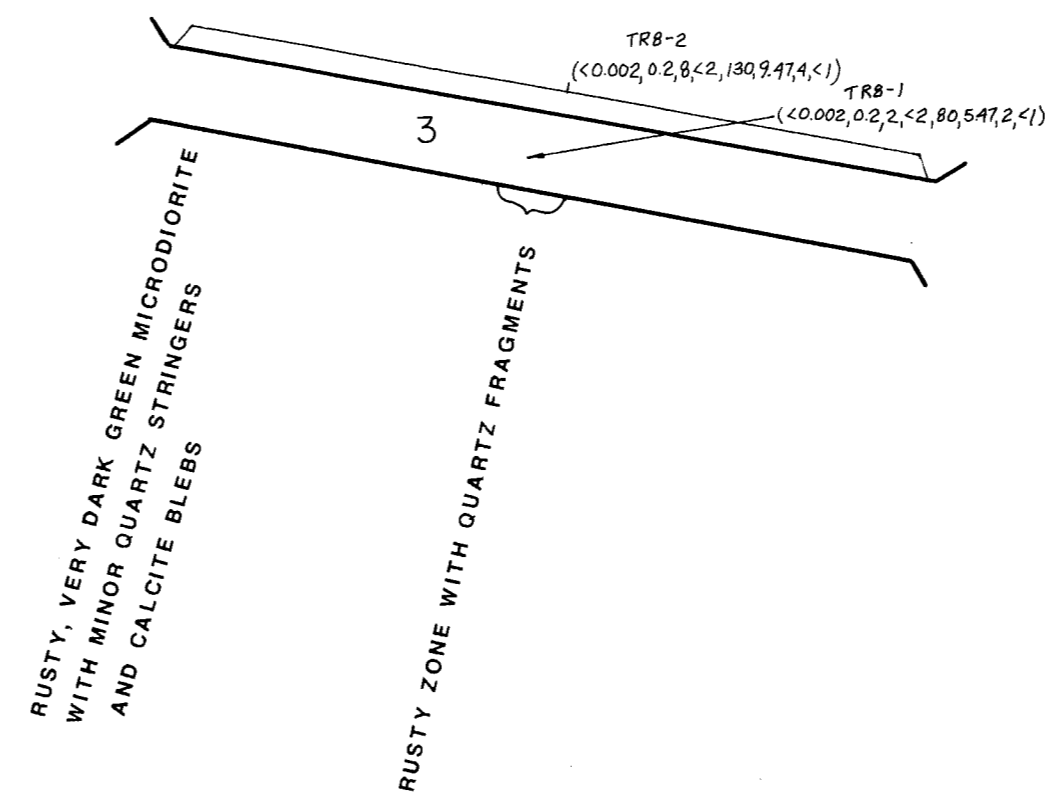 TR8-2
(<0.002,0.2,8,<2,130,9.47,4,<1)
TR8-1
(<0.002,0.2,2,<2,80,5.47,2,<1)
3
RUSTY, VERY DARK GREEN MICRODIORITE
WITH MINOR QUARTZ STRINGERS
AND CALCITE BLEBS
RUSTY ZONE WITH QUARTZ FRAGMENTS